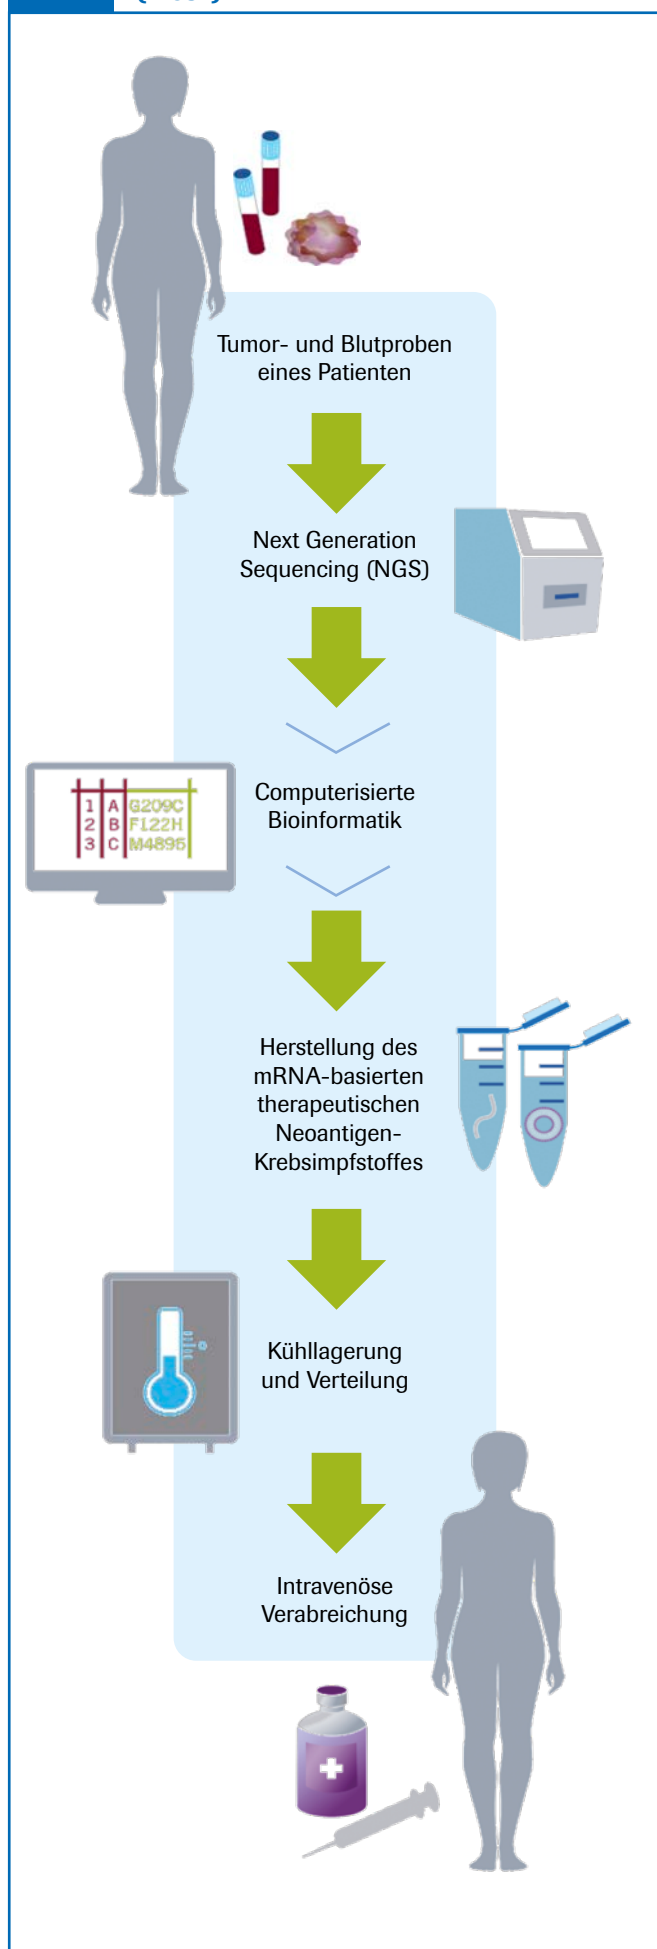 Tumor- und Blutproben
eines Patienten
Next Generation
Sequencing (NGS)
1 A G209C
2 B F122H
3 C M4895
Computerisierte
Bioinformatik
Herstellung des
mRNA-basierten
therapeutischen
Neoantigen-
Krebsimpfstoffes
Kühllagerung
und Verteilung
Intravenöse
Verabreichung